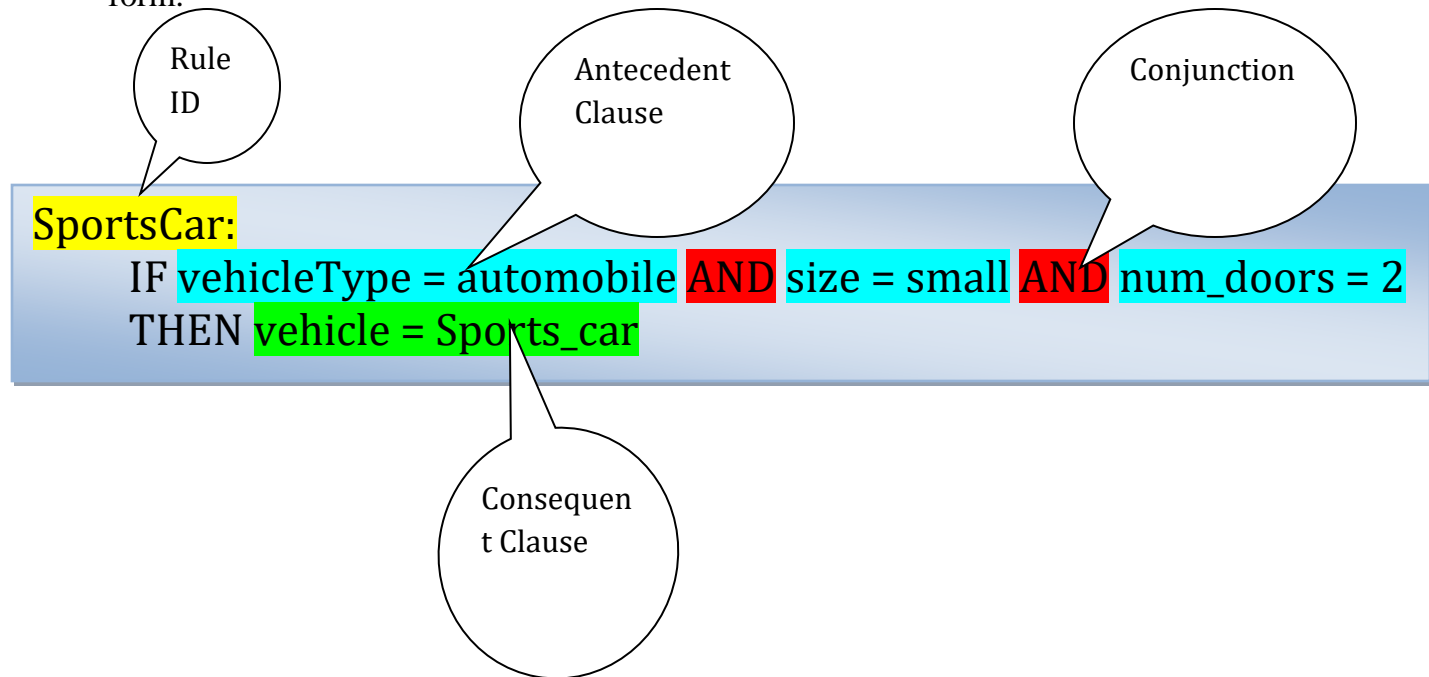 form:
Rule
ID
Antecedent
Clause
Conjunction
SportsCar:
IF vehicleType = automobile AND size = small AND num_doors = 2
THEN vehicle = Sports_car
Consequen
t Clause